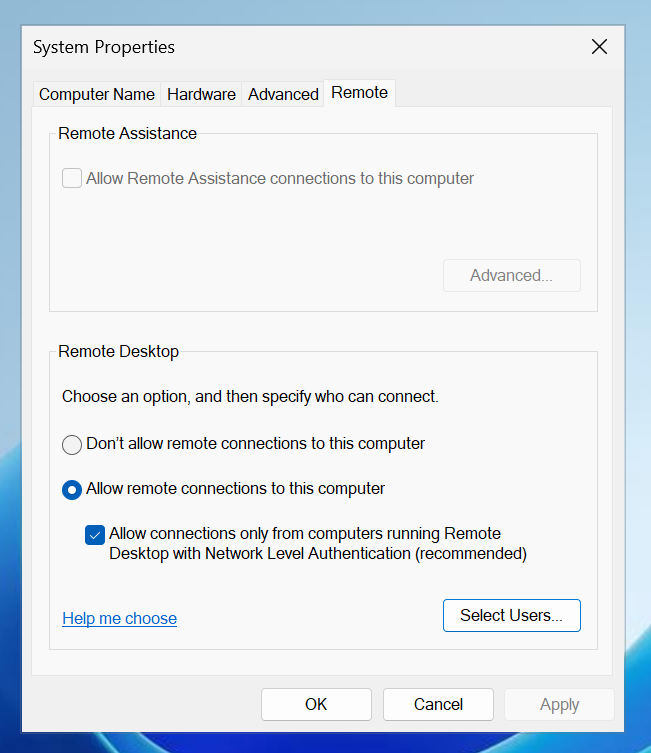 System Properties
Computer Name
Hardware
Advanced
Remote
Remote Assistance
Allow Remote Assistance connections to this computer
Advanced...
Remote Desktop
Choose an option, and then specify who can connect.
Don't allow remote connections to this computer
Allow remote connections to this computer
Allow connections only from computers running Remote
Desktop with Network Level Authentication (recommended)
Help me choose
Select Users...
OK
Cancel
Apply